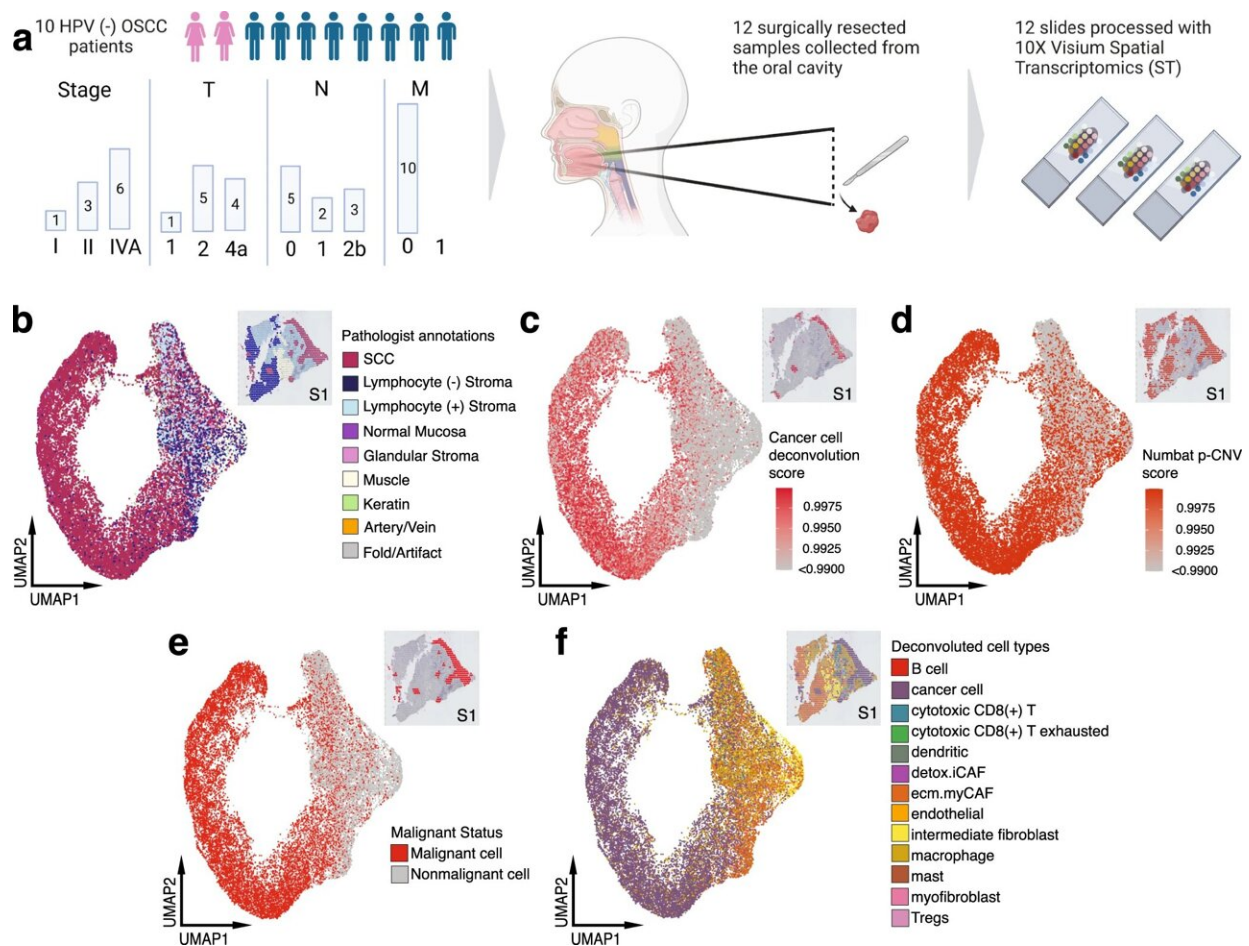 a
10 HPV (-) OSCC
patients
Stage
T
N
M
1
3
6
1
5
4
5
2
3
10
I
II
IVA
1
2
4a
0
1
2b
0
1
12 surgically resected
samples collected from
the oral cavity
12 slides processed with
10X Visium Spatial
Transcriptomics (ST)
b
S1
Pathologist annotations
SCC
Lymphocyte (-) Stroma
Lymphocyte (+) Stroma
Normal Mucosa
Glandular Stroma
Muscle
Keratin
Artery/Vein
Fold/Artifact
UMAP2
UMAP1
c
S1
Cancer cell
deconvolution
score
0.9975
0.9950
0.9925
<0.9900
UMAP2
UMAP1
d
S1
Numbat p-CNV
score
0.9975
0.9950
0.9925
<0.9900
UMAP2
UMAP1
e
S1
Malignant Status
Malignant cell
Nonmalignant cell
UMAP2
UMAP1
f
S1
Deconvoluted cell types
B cell
cancer cell
cytotoxic CD8(+) T
cytotoxic CD8(+) T exhausted
dendritic
detox.iCAF
ecm.myCAF
endothelial
intermediate fibroblast
macrophage
mast
myofibroblast
Tregs
UMAP2
UMAP1